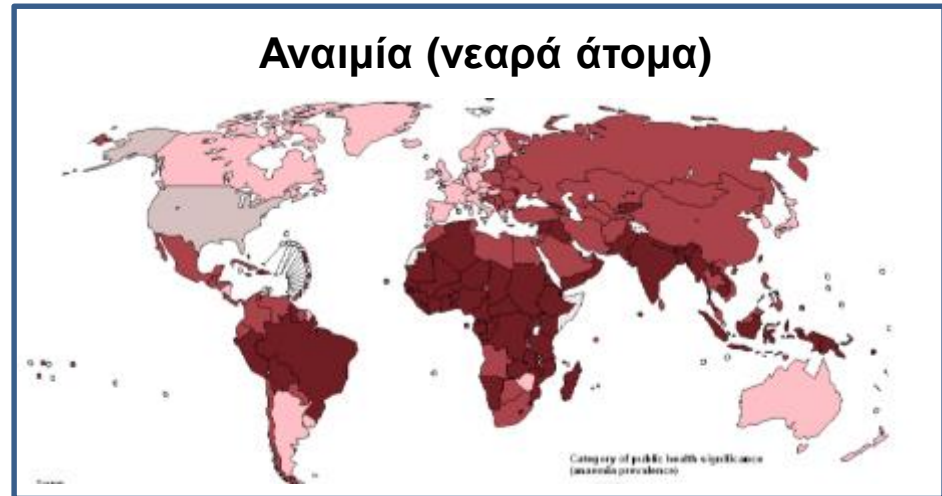 Αναιμία (νεαρά άτομα)
Category of public health significance
(anaemia prevalence)